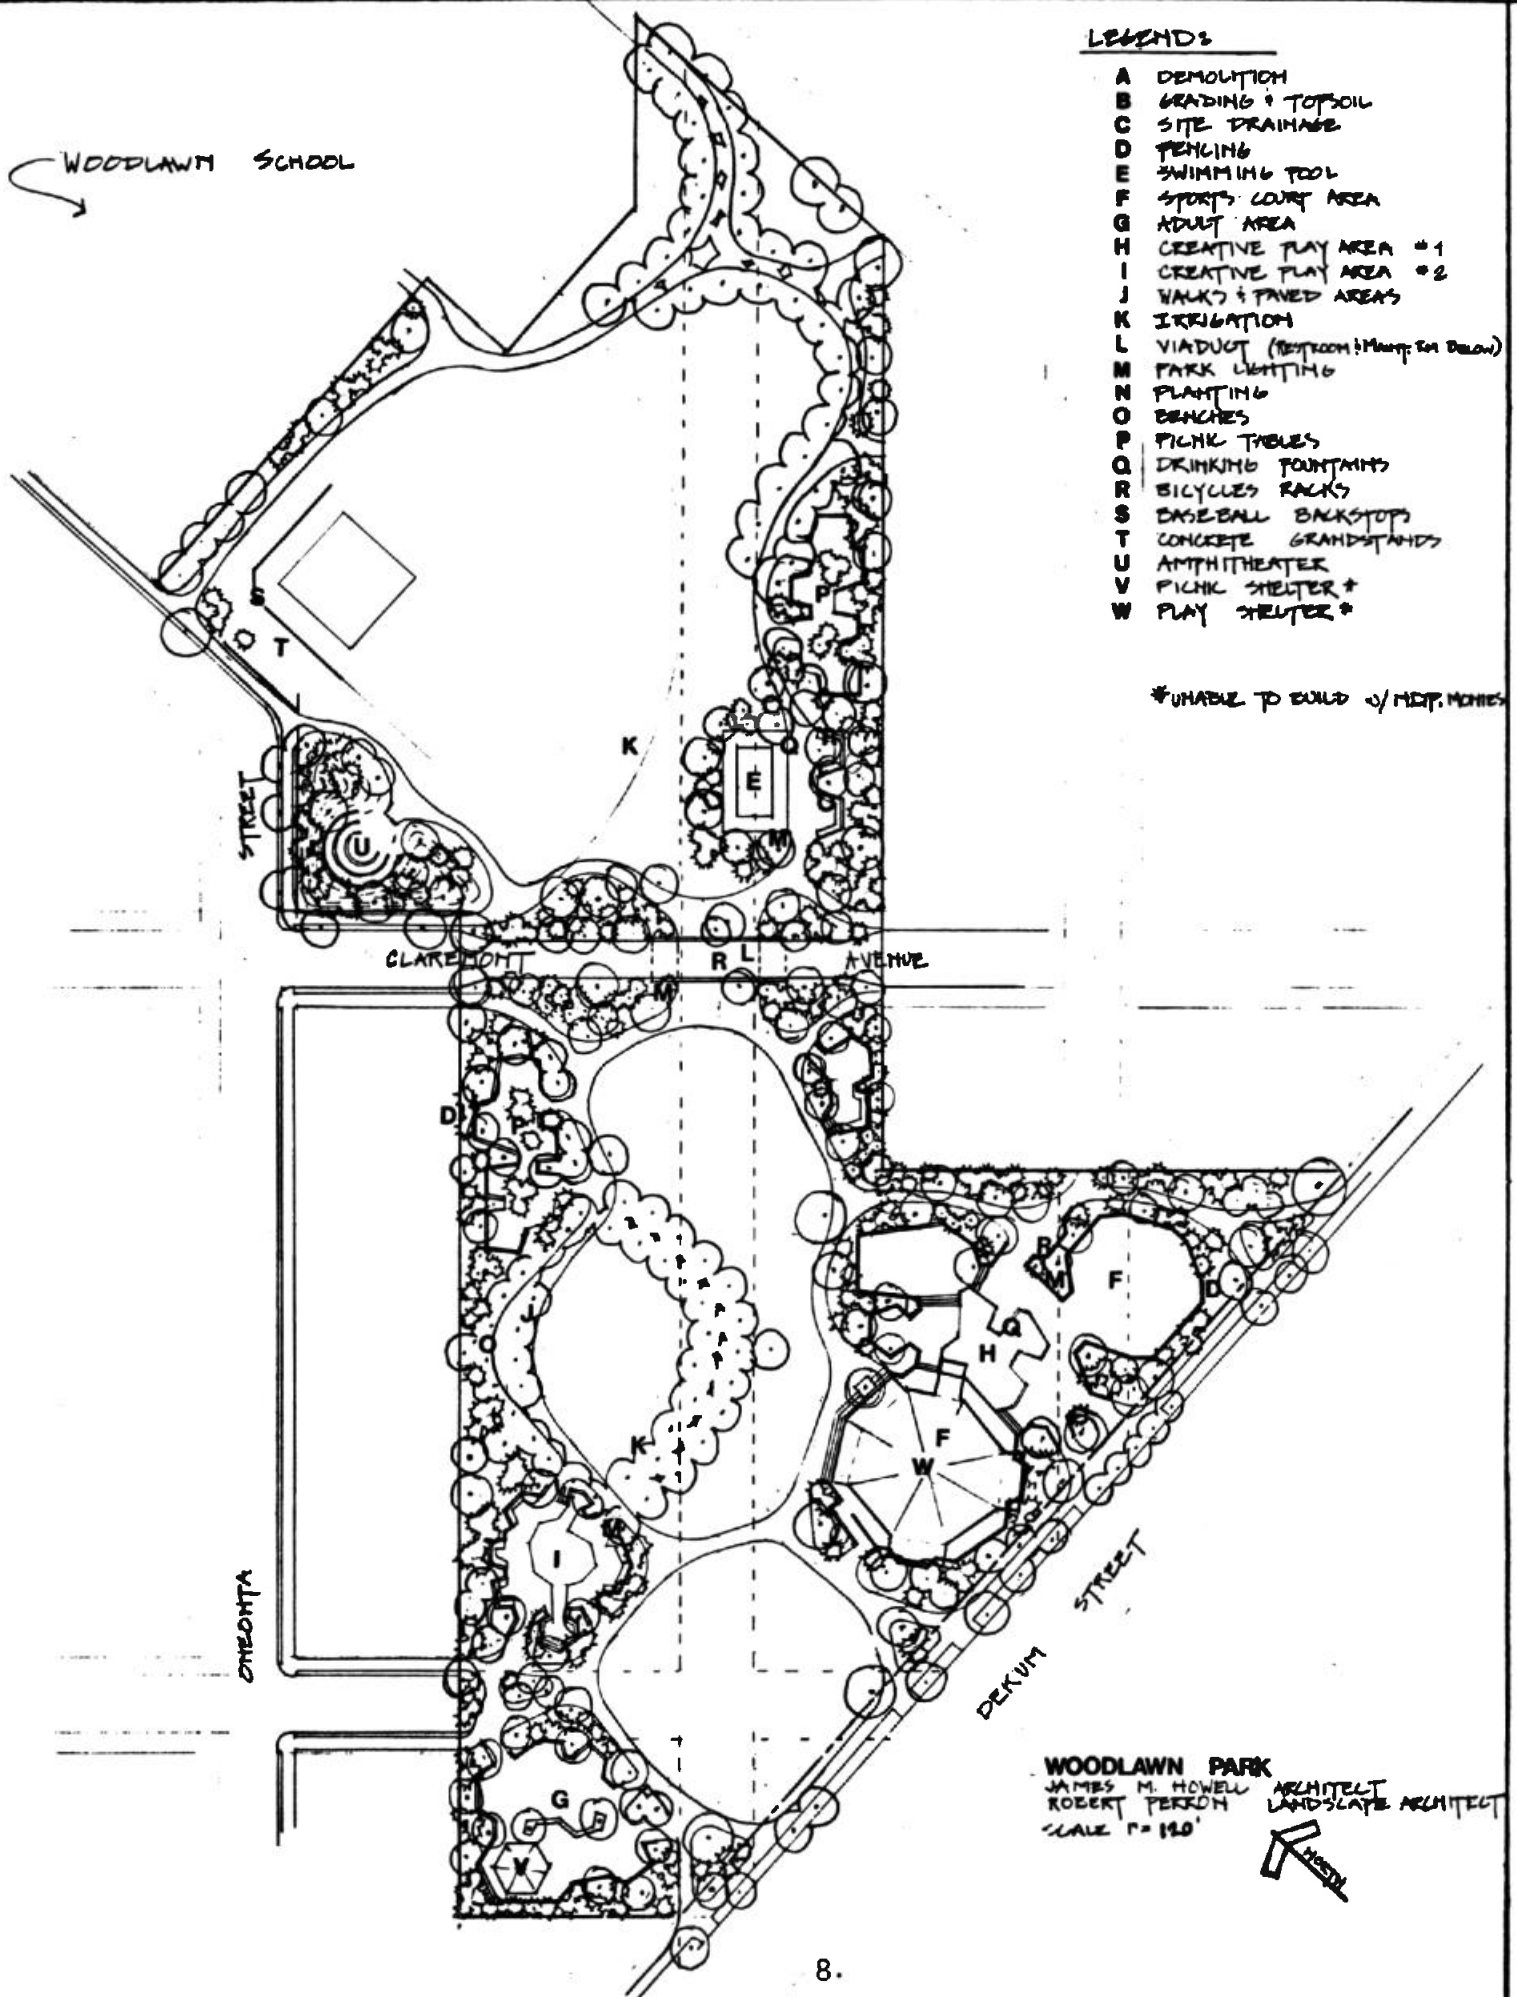 LEGEND:
A DEMOLITION
B GRADING & TOPSOIL
C SITE DRAINAGE
D FENCING
E SWIMMING POOL
F SPORTS COURT AREA
G ADULT AREA
H CREATIVE PLAY AREA #1
I CREATIVE PLAY AREA #2
J WALKS & PAVED AREAS
K IRRIGATION
L VIADUCT (RESTROOM & MAINT. RM BELOW)
M PARK LIGHTING
N PLANTING
O BENCHES
P PICNIC TABLES
Q DRINKING FOUNTAINS
R BICYCLES RACKS
S BASEBALL BACKSTOPS
T CONCRETE GRANDSTANDS
U AMPHITHEATER
V PICNIC SHELTER*
W PLAY SHELTER*
*UNABLE TO BUILD W/ MDP. MONIES
WOODLAWN SCHOOL
S
P
T
K
Q
E
STREET
O
U
M
CLAREMONT
R L
AVENUE
M
D
P
R
M
F
D
J
O
Q
H
F
K
W
M
I
STREET
ONEONTA
DEKUM
G
V
WOODLAWN PARK
JAMES M. HOWELL ARCHITECT
ROBERT PERRON LANDSCAPE ARCHITECT
SCALE 1"= 120'
NORTH
8.